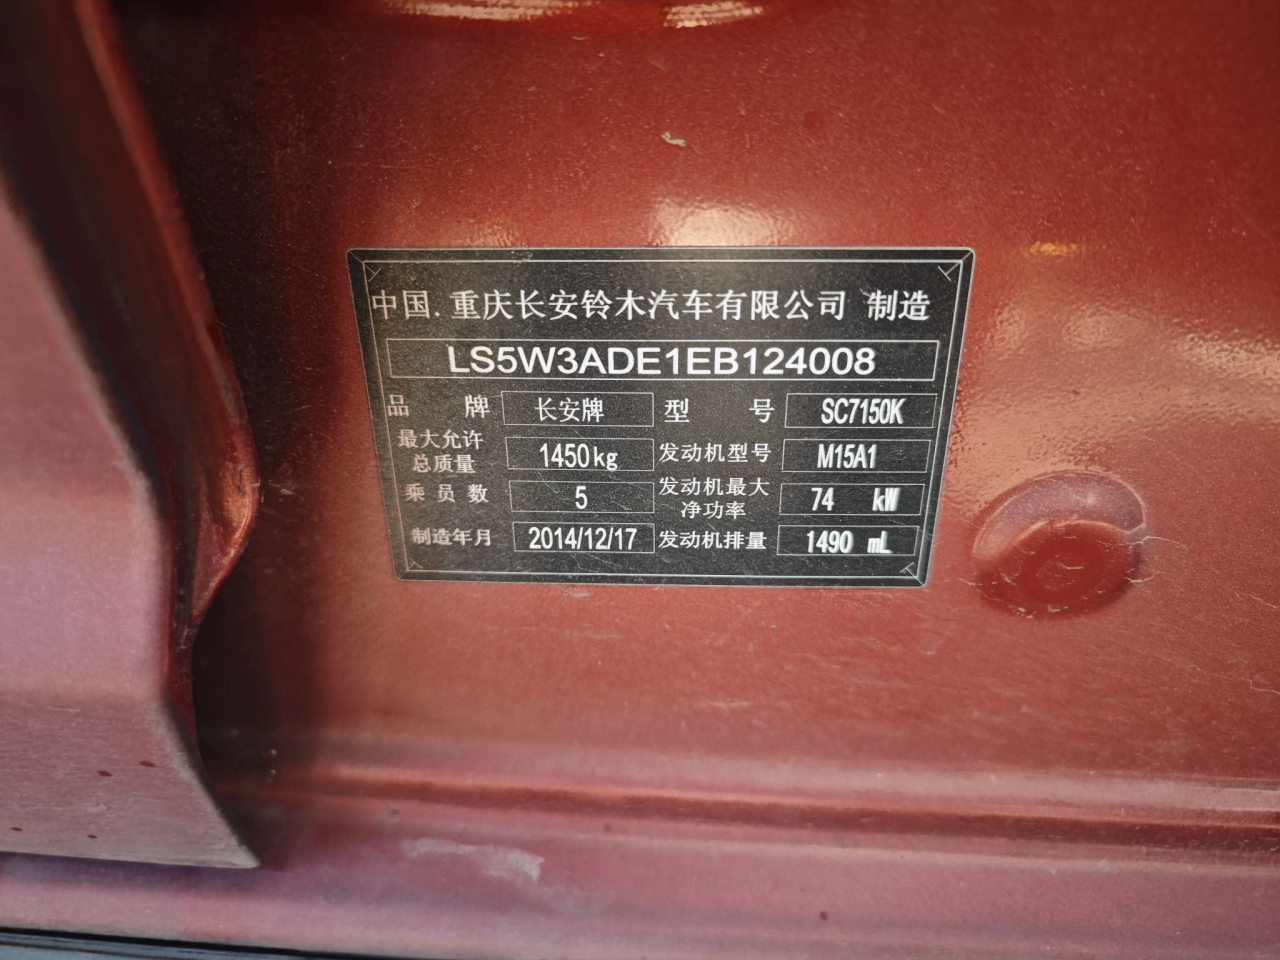 中国.重庆长安铃木汽车有限公司 制造
LS5W3ADE1EB124008
品 牌 长安牌 型 号 SC7150K
最大允许总质量 1450kg 发动机型号 M15A1
乘员数 5 发动机最大净功率 74 kW
制造年月 2014/12/17 发动机排量 1490 mL